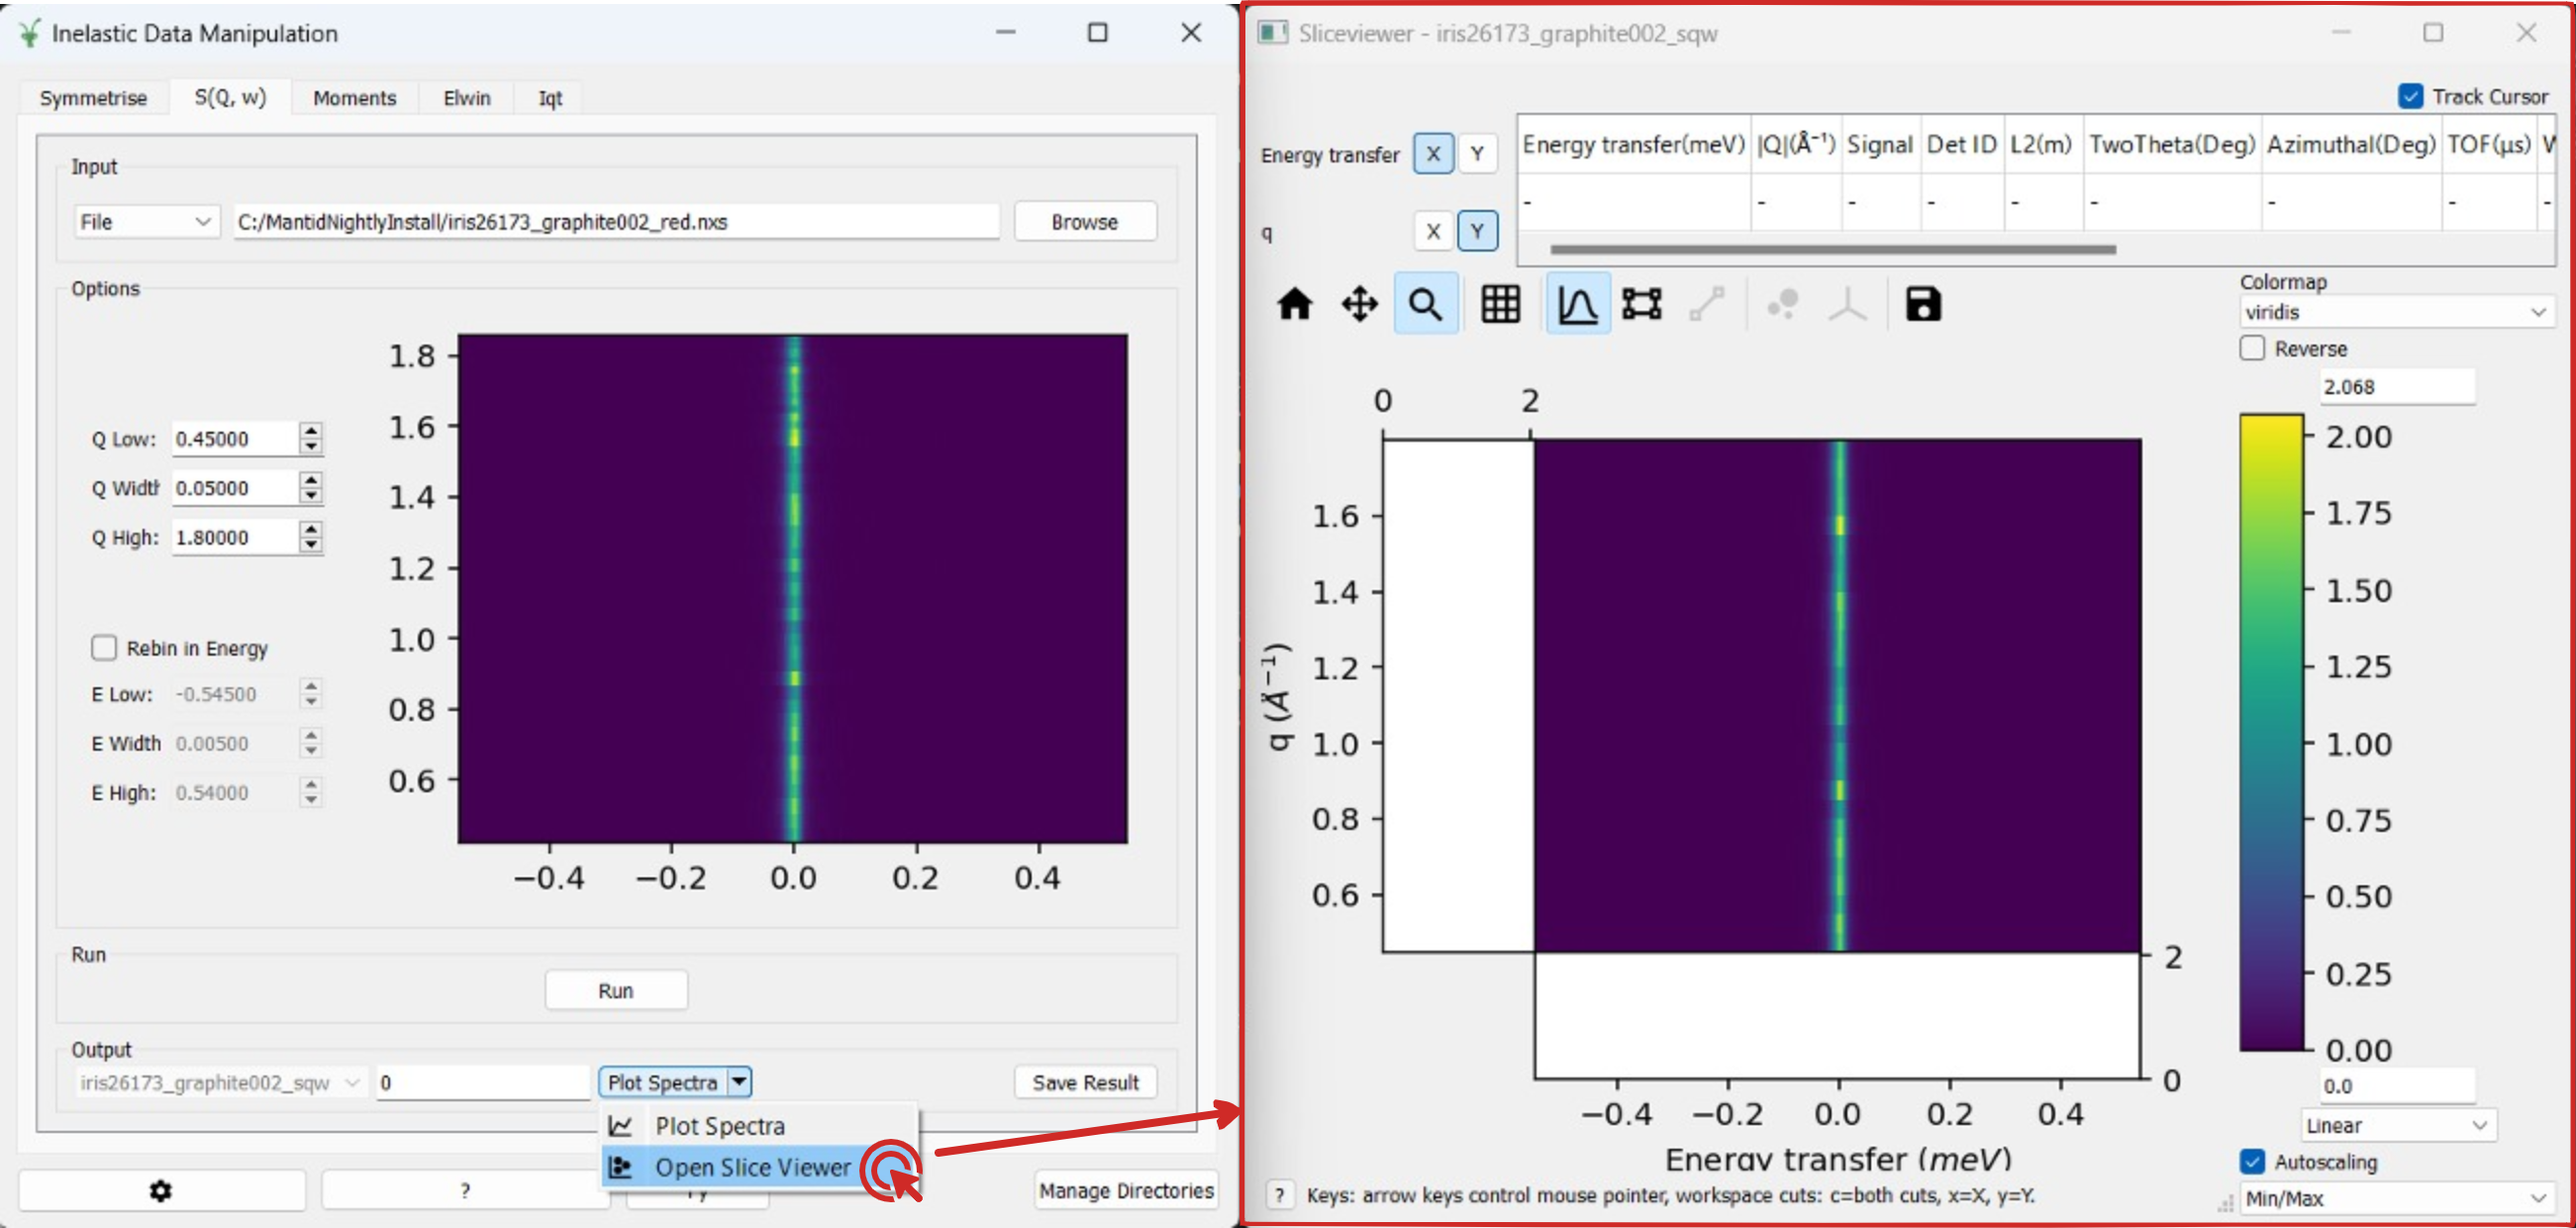 Inelastic Data Manipulation
Symmetrise S(Q, w) Moments Elwin Iqt
Input
File C:/MantidNightlyInstall/iris26173_graphite002_red.nxs Browse
Options
1.8
1.6
1.4
1.2
1.0
0.8
0.6
−0.4 −0.2 0.0 0.2 0.4
Q Low: 0.45000
Q Width 0.05000
Q High: 1.80000
Rebin in Energy
E Low: -0.54500
E Width 0.00500
E High: 0.54000
Run
Run
Output
iris26173_graphite002_sqw 0 Plot Spectra Save Result
Plot Spectra
Open Slice Viewer
? Manage Directories
Sliceviewer - iris26173_graphite002_sqw
Track Cursor
Energy transfer X Y
q X Y
Energy transfer(meV) |Q|(Å⁻¹) Signal Det ID L2(m) TwoTheta(Deg) Azimuthal(Deg) TOF(µs)
- - - - - - - - -
Colormap
viridis
Reverse
2.068
2.00
1.75
1.50
1.25
1.00
0.75
0.50
0.25
0.00
0.0
Linear
Autoscaling
Min/Max
0 2
1.6
1.4
1.2
1.0
0.8
0.6
q (Å⁻¹)
2
0
−0.4 −0.2 0.0 0.2 0.4
Energy transfer (meV)
? Keys: arrow keys control mouse pointer, workspace cuts: c=both cuts, x=X, y=Y.